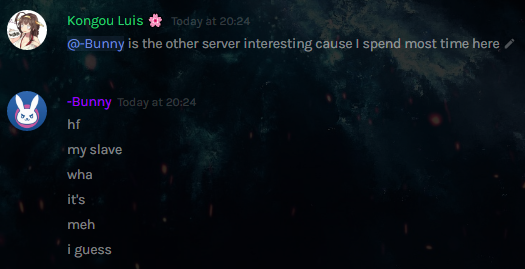 Kongou Luis 🌸 Today at 20:24
@-Bunny is the other server interesting cause I spend most time here
-Bunny Today at 20:24
hf
my slave
wha
it's
meh
i guess